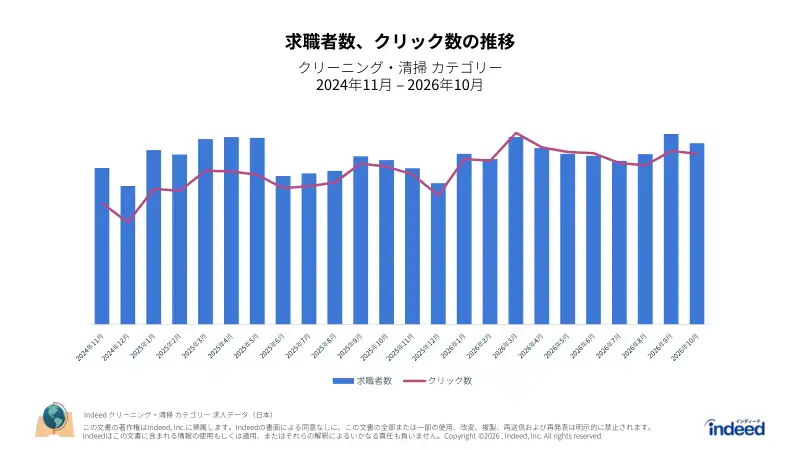 求職者数、クリック数の推移
クリーニング・清掃 カテゴリー
2024年11月 – 2026年10月
2024年11月
2024年12月
2025年1月
2025年2月
2025年3月
2025年4月
2025年5月
2025年6月
2025年7月
2025年8月
2025年9月
2025年10月
2025年11月
2025年12月
2026年1月
2026年2月
2026年3月
2026年4月
2026年5月
2026年6月
2026年7月
2026年8月
2026年9月
2026年10月
求職者数
クリック数
Indeed クリーニング・清掃 カテゴリー 求人データ（日本）
この文書の著作権はIndeed, Inc.に帰属します。Indeedの書面による同意なしに、この文書の全部または一部の使用、改変、複製、再送信および再発表は明示的に禁止されます。
Indeedはこの文書に含まれる情報の使用もしくは適用、またはそれらの解釈によるいかなる責任も負いません。Copyright ©2026 , Indeed, Inc. All rights reserved.
インディード
indeed